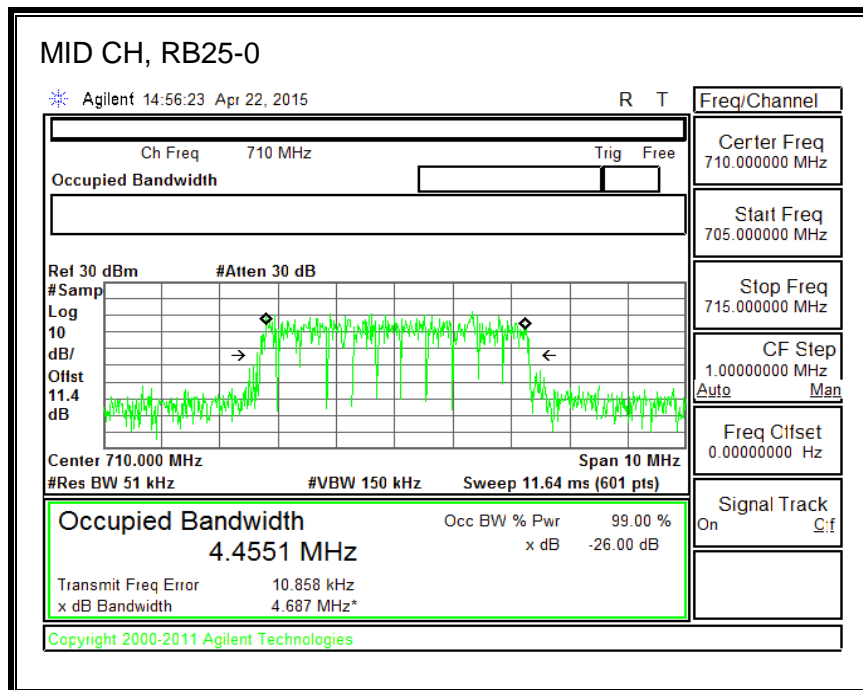 MID CH, RB25-0
Agilent 14:56:23 Apr 22, 2015 R T
Freq/Channel
Ch Freq 710 MHz Trig Free
Occupied Bandwidth
Center Freq
710.000000 MHz
Start Freq
705.000000 MHz
Stop Freq
715.000000 MHz
CF Step
1.00000000 MHz
Auto Man
Freq Offset
0.00000000 Hz
Signal Track
On Off
Ref 30 dBm #Atten 30 dB
#Samp
Log
10
dB/
Offst
11.4
dB
Center 710.000 MHz Span 10 MHz
#Res BW 51 kHz #VBW 150 kHz Sweep 11.64 ms (601 pts)
Occupied Bandwidth
4.4551 MHz
Occ BW % Pwr 99.00 %
x dB -26.00 dB
Transmit Freq Error 10.858 kHz
x dB Bandwidth 4.687 MHz*
Copyright 2000-2011 Agilent Technologies